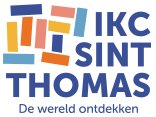 IKC
SINT
THOMAS
De wereld ontdekken